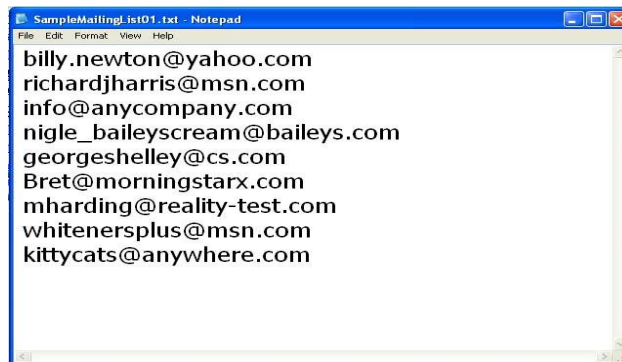 SampleMailingList01.txt - Notepad
File Edit Format View Help
billy.newton@yahoo.com
richardjharris@msn.com
info@anycompany.com
nigle_baileyscream@baileys.com
georgeshelley@cs.com
Bret@morningstarx.com
mharding@reality-test.com
whitenersplus@msn.com
kittycats@anywhere.com